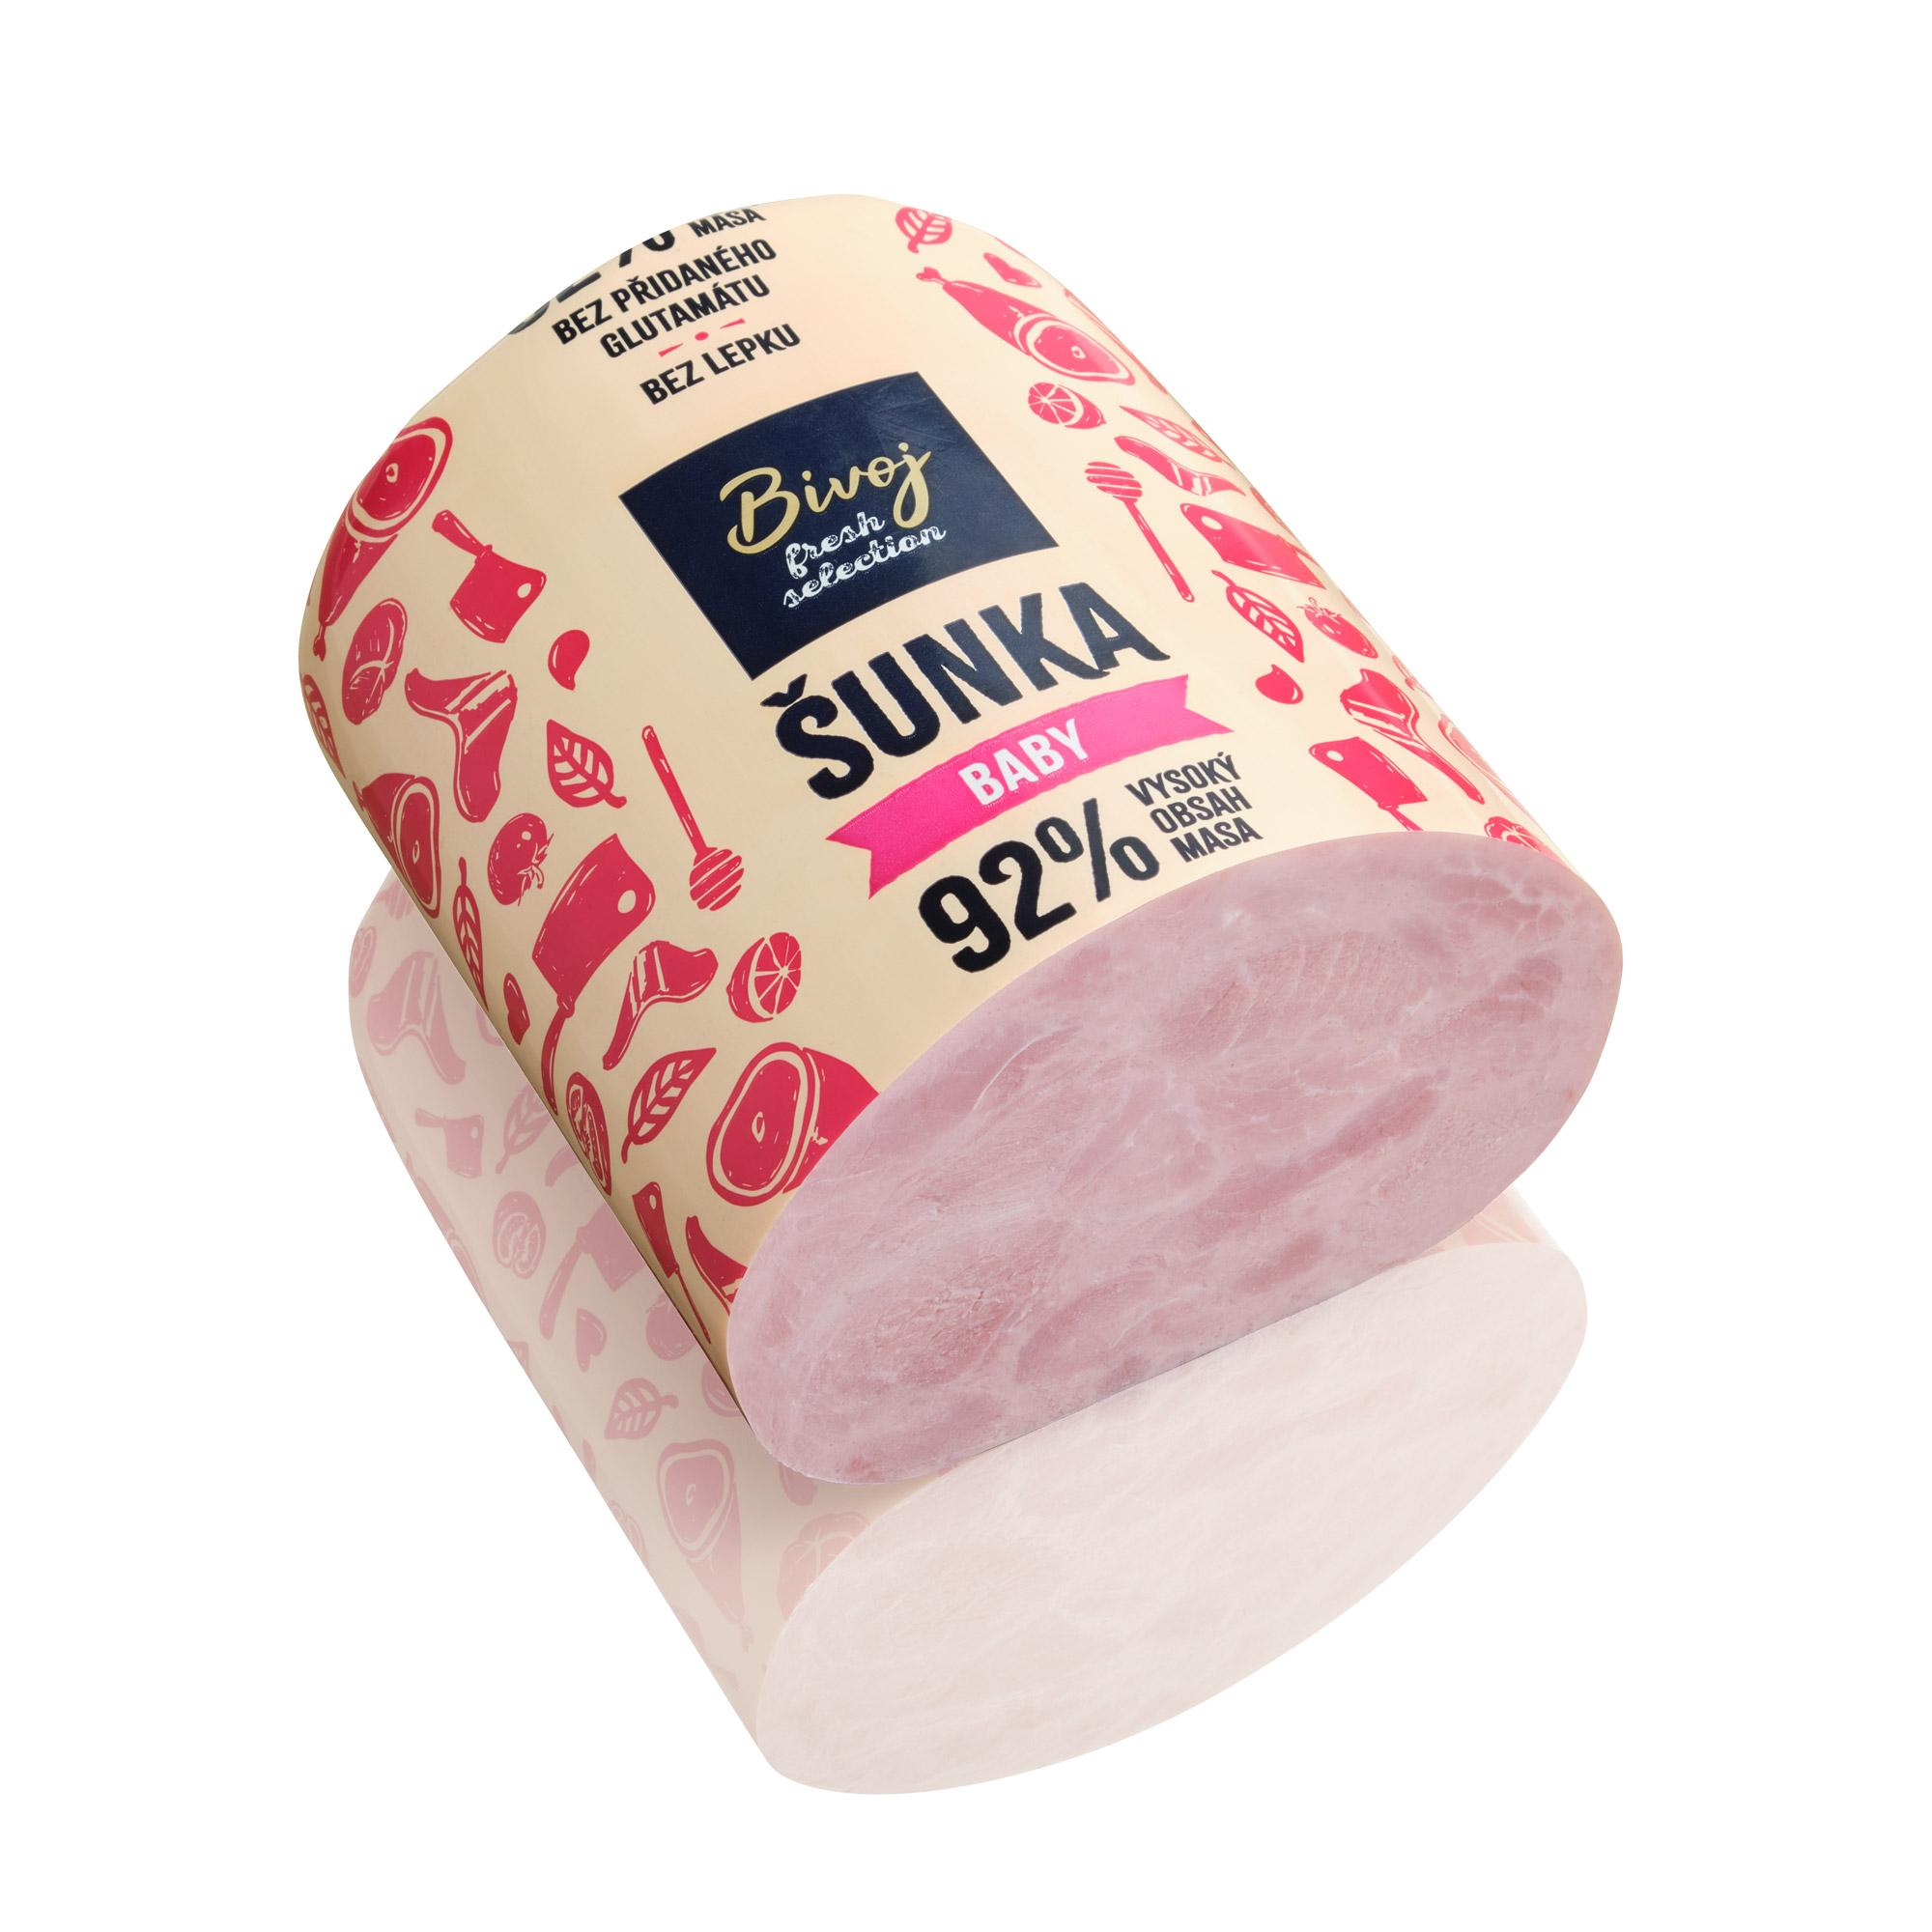 MASA
BEZ PŘIDANÉHO
GLUTAMÁTU
BEZ LEPKU
Bivoj
fresh
selection
ŠUNKA
BABY
92% VYSOKÝ
OBSAH
MASA